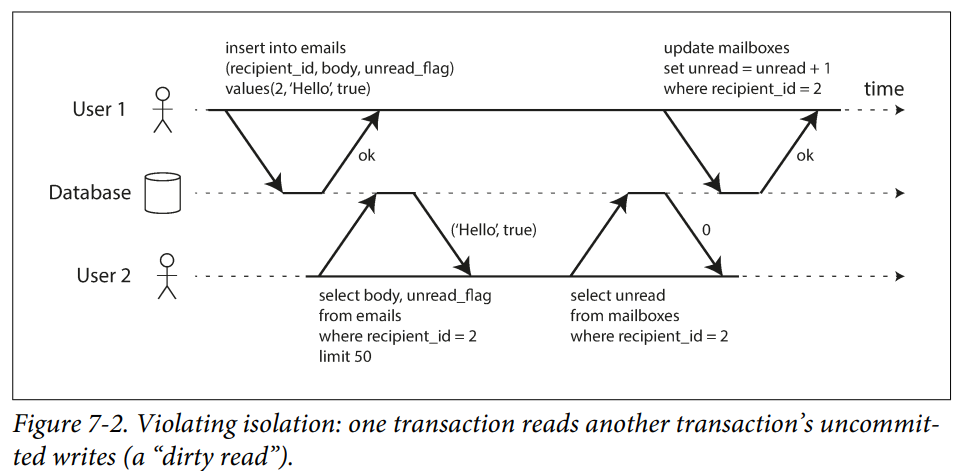 insert into emails
(recipient_id, body, unread_flag)
values(2, ‘Hello’, true)
update mailboxes
set unread = unread + 1
where recipient_id = 2
time
User 1
ok
ok
Database
(‘Hello’, true)
0
User 2
select body, unread_flag
from emails
where recipient_id = 2
limit 50
select unread
from mailboxes
where recipient_id = 2
Figure 7-2. Violating isolation: one transaction reads another transaction’s uncommit-
ted writes (a “dirty read”).